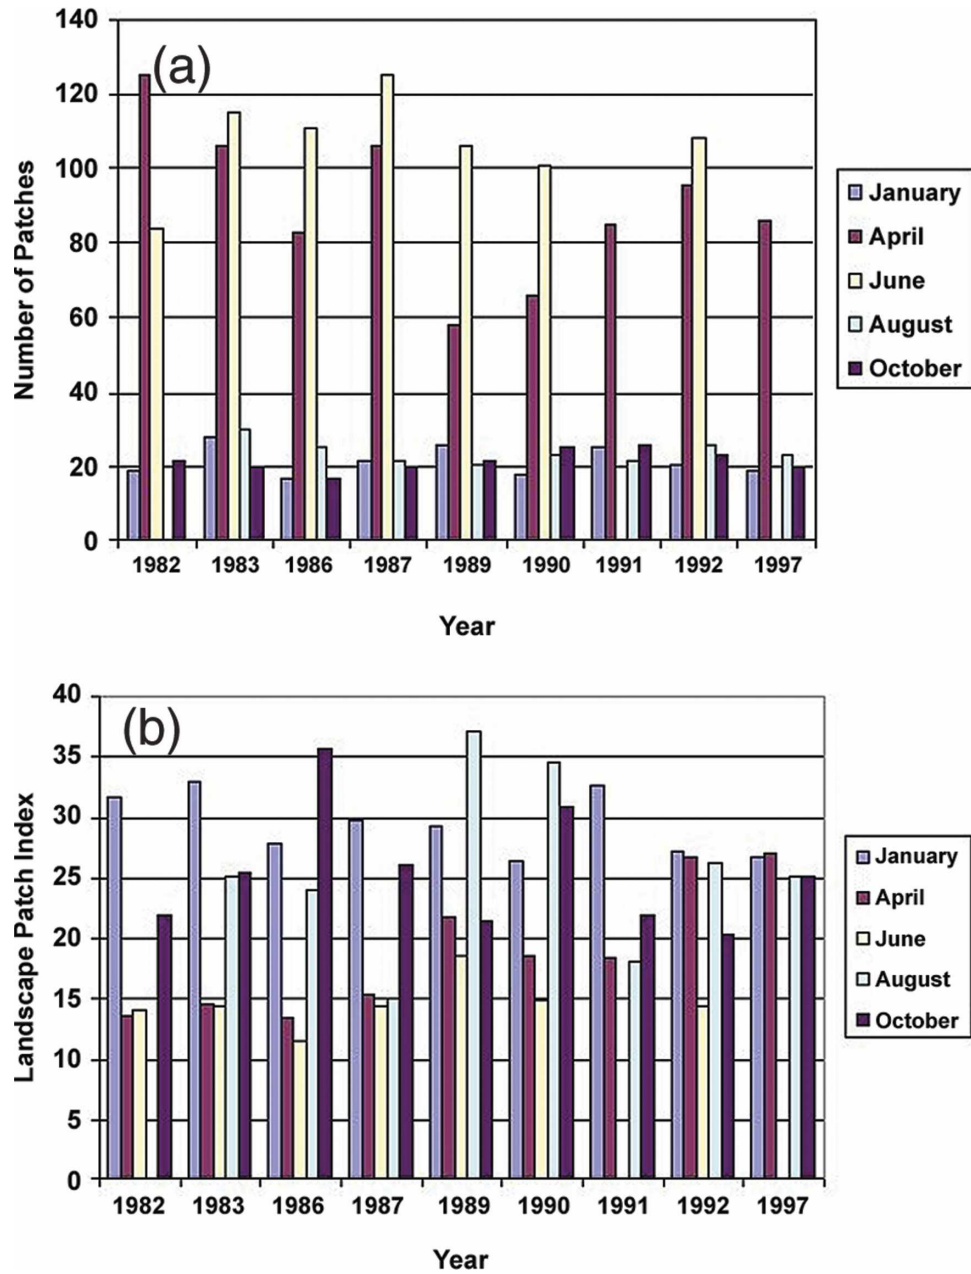 (a)
Number of Patches
140
120
100
80
60
40
20
0
1982 1983 1986 1987 1989 1990 1991 1992 1997
Year
January
April
June
August
October
(b)
Landscape Patch Index
40
35
30
25
20
15
10
5
0
1982 1983 1986 1987 1989 1990 1991 1992 1997
Year
January
April
June
August
October